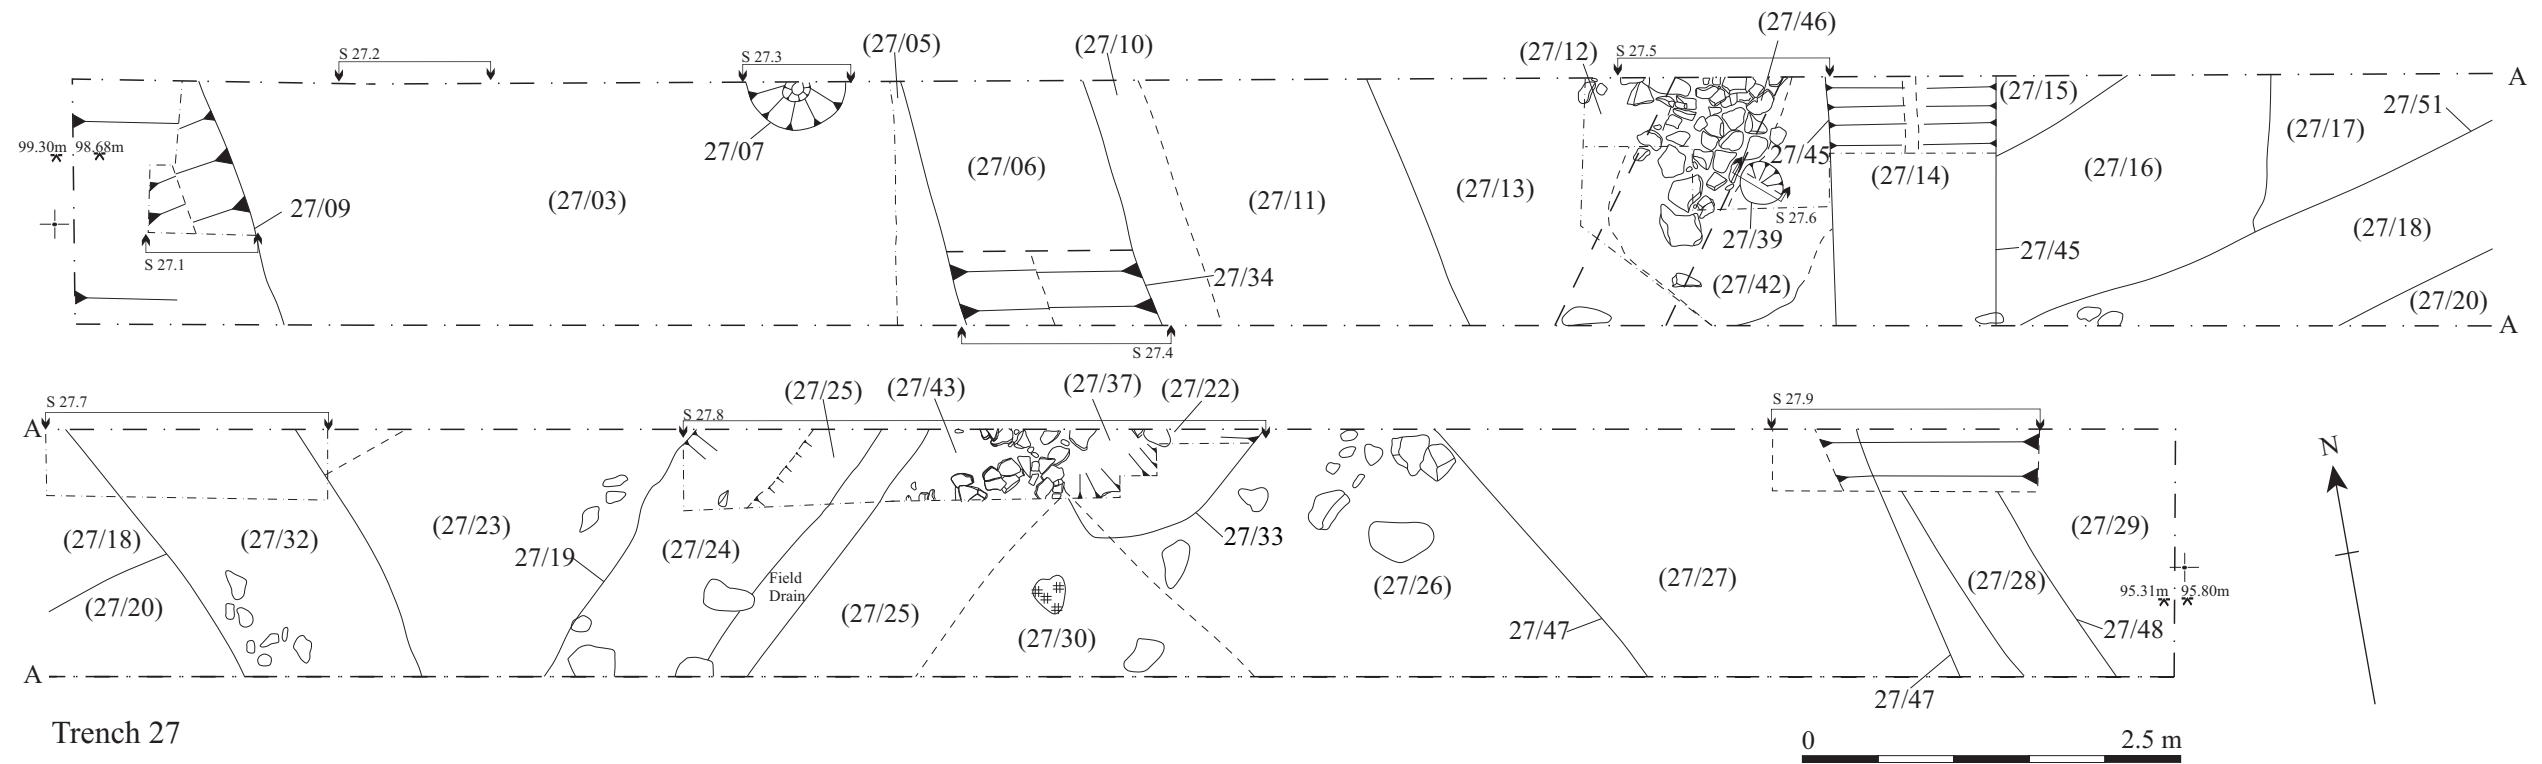 (27/46)
(27/05)
(27/10)
(27/12)
S 27.2
S 27.3
S 27.5
A
(27/15)
27/51
(27/17)
99.30m 98.68m
27/07
(27/06)
27/45
(27/14)
(27/16)
(27/03)
(27/11)
(27/13)
27/09
S 27.6
27/39
(27/18)
27/45
S 27.1
27/34
(27/42)
(27/20)
A
S 27.4
(27/25)
(27/43)
(27/37)
(27/22)
S 27.7
S 27.8
S 27.9
A
N
(27/18)
(27/32)
(27/23)
27/19
(27/24)
27/33
(27/29)
Field
Drain
(27/26)
(27/27)
(27/28)
95.31m 95.80m
(27/20)
(27/25)
(27/30)
27/47
27/48
A
27/47
Trench 27
0
2.5 m